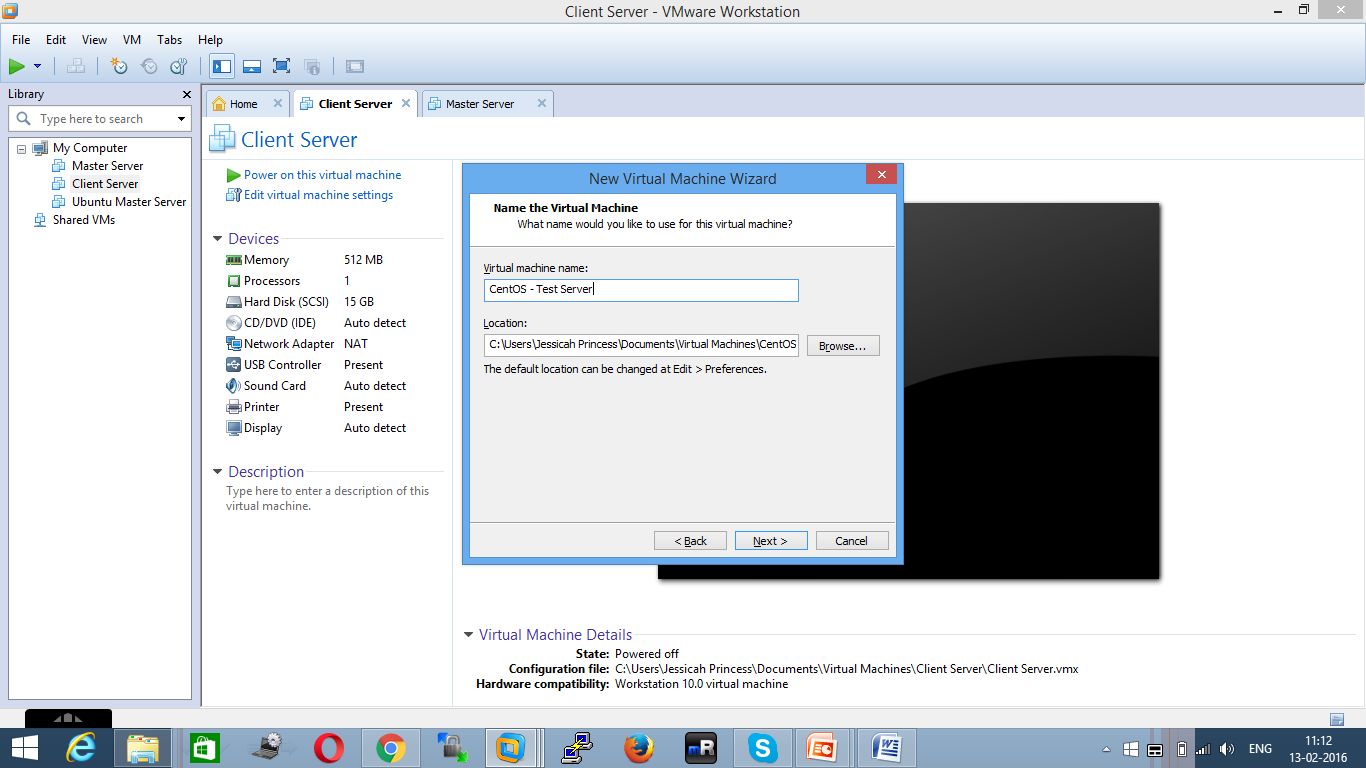 Client Server - VMware Workstation
File Edit View VM Tabs Help
Library
Type here to search
My Computer
Master Server
Client Server
Ubuntu Master Server
Shared VMs
Home Client Server Master Server
Client Server
Power on this virtual machine
Edit virtual machine settings
Devices
Memory 512 MB
Processors 1
Hard Disk (SCSI) 15 GB
CD/DVD (IDE) Auto detect
Network Adapter NAT
USB Controller Present
Sound Card Auto detect
Printer Present
Display Auto detect
Description
Type here to enter a description of this
virtual machine.
New Virtual Machine Wizard
Name the Virtual Machine
What name would you like to use for this virtual machine?
Virtual machine name:
CentOS - Test Server
Location:
C:\Users\Jessicah Princess\Documents\Virtual Machines\CentOS
Browse...
The default location can be changed at Edit > Preferences.
< Back Next > Cancel
Virtual Machine Details
State: Powered off
Configuration file: C:\Users\Jessicah Princess\Documents\Virtual Machines\Client Server\Client Server.vmx
Hardware compatibility: Workstation 10.0 virtual machine
mR
ENG
11:12
13-02-2016